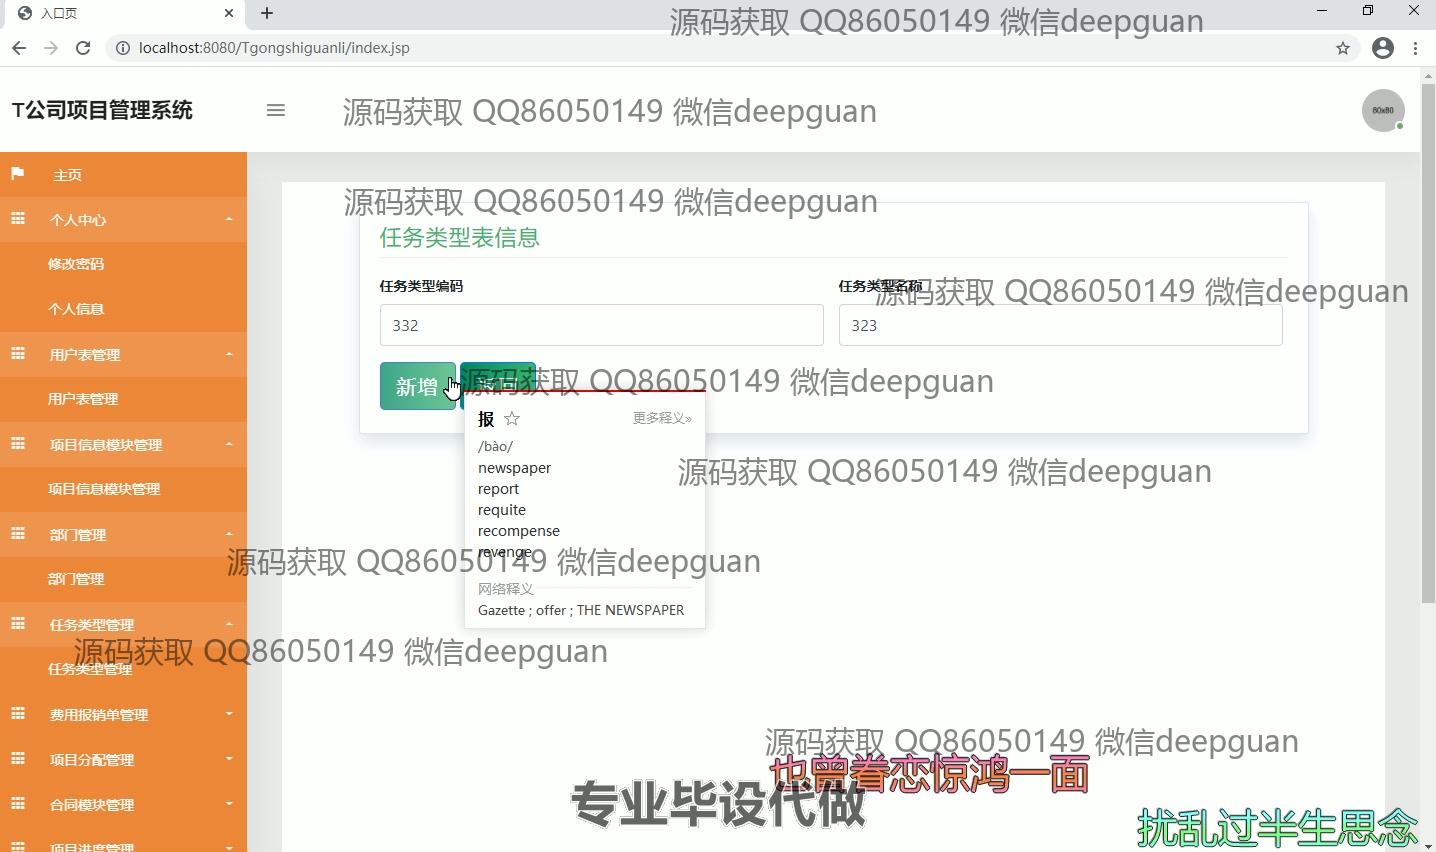 入口页
源码获取 QQ86050149 微信deepguan
localhost:8080/Tgongshiguanli/index.jsp
T公司项目管理系统
源码获取 QQ86050149 微信deepguan
80x80
主页
个人中心
修改密码
个人信息
用户表管理
用户表管理
项目信息模块管理
项目信息模块管理
部门管理
部门管理
任务类型管理
任务类型管理
费用报销单管理
项目分配管理
合同模块管理
项目进度管理
源码获取 QQ86050149 微信deepguan
任务类型表信息
任务类型编码
任务类型名称
源码获取 QQ86050149 微信deepguan
332
323
新增
返回
源码获取 QQ86050149 微信deepguan
报
更多释义»
/bào/
newspaper
report
requite
recompense
revenge
网络释义
Gazette ; offer ; THE NEWSPAPER
源码获取 QQ86050149 微信deepguan
源码获取 QQ86050149 微信deepguan
源码获取 QQ86050149 微信deepguan
源码获取 QQ86050149 微信deepguan
也曾眷恋惊鸿一面
专业毕设代做
扰乱过半生思念